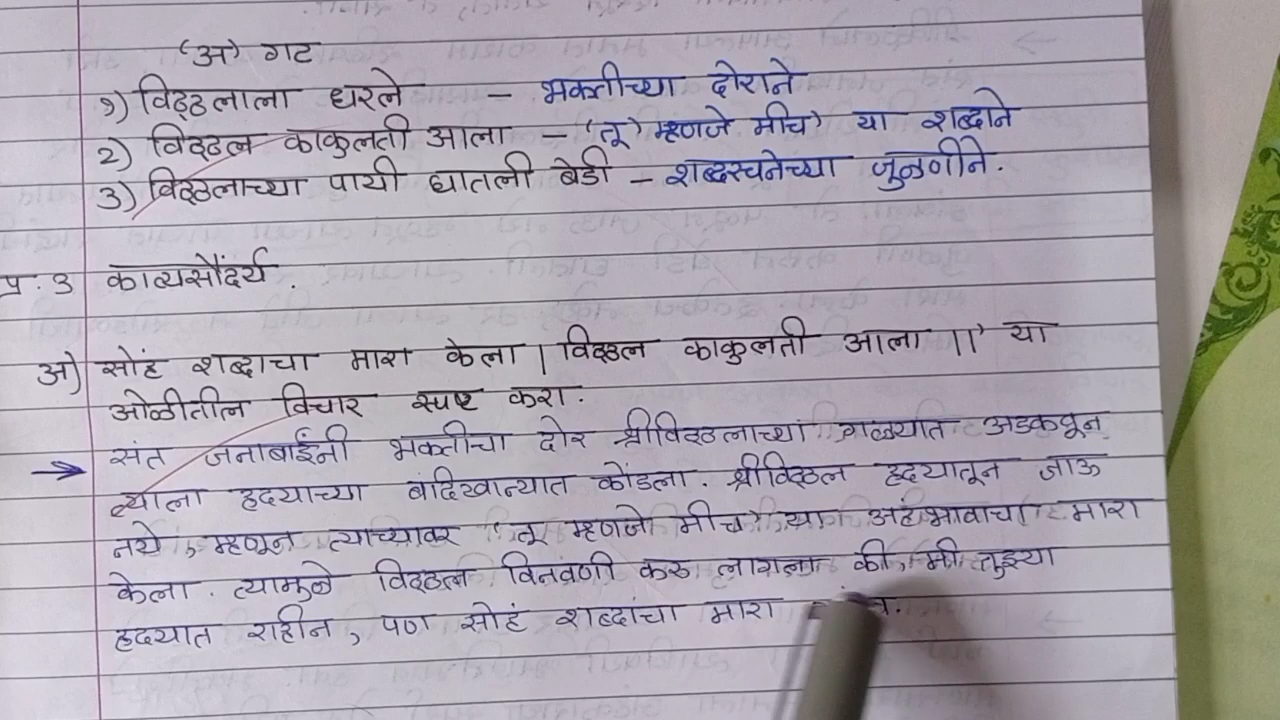 (अ) गट
१) विठ्ठलाला धरले - भक्तीच्या दोराने
२) विठ्ठल काकुलती आला - 'तू म्हणजे मीच' या शब्दाने
३) विठ्ठलाच्या पायी घातली बेडी - शब्दरचनेच्या जुळणीने.
प्र. ३ काव्यसौंदर्य.
अ) सोहं शब्दाचा मारा केला । विठ्ठल काकुलती आला ।।' या
ओळीतील विचार स्पष्ट करा.
→ संत जनाबाईंनी भक्तीचा दोर श्रीविठ्ठलाच्यां गळ्यात अडकवून
त्याला हृदयाच्या बंदिखान्यात कोंडला. श्रीविठ्ठल हृदयातून जाऊ
नये, म्हणून त्याच्यावर 'तू म्हणजे मीच' या अहंभावाचा मारा
केला. त्यामुळे विठ्ठल विनवणी करू लागला की, मी तुझ्या
हृदयात राहीन, पण सोहं शब्दांचा मारा